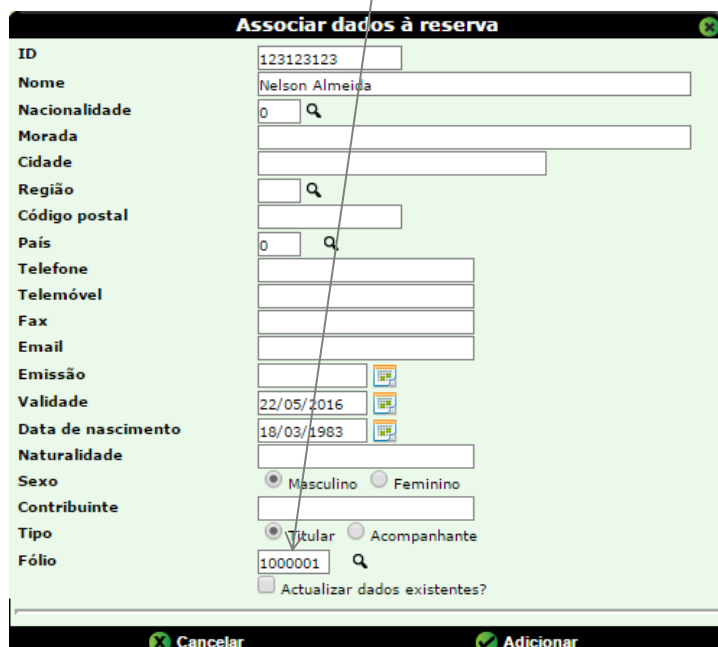 Associar dados à reserva
ID 123123123
Nome Nelson Almeida
Nacionalidade 0
Morada
Cidade
Região
Código postal
País 0
Telefone
Telemóvel
Fax
Email
Emissão
Validade 22/05/2016
Data de nascimento 18/03/1983
Naturalidade
Sexo Masculino Feminino
Contribuinte
Tipo Titular Acompanhante
Fólio 1000001
Actualizar dados existentes?
Cancelar Adicionar